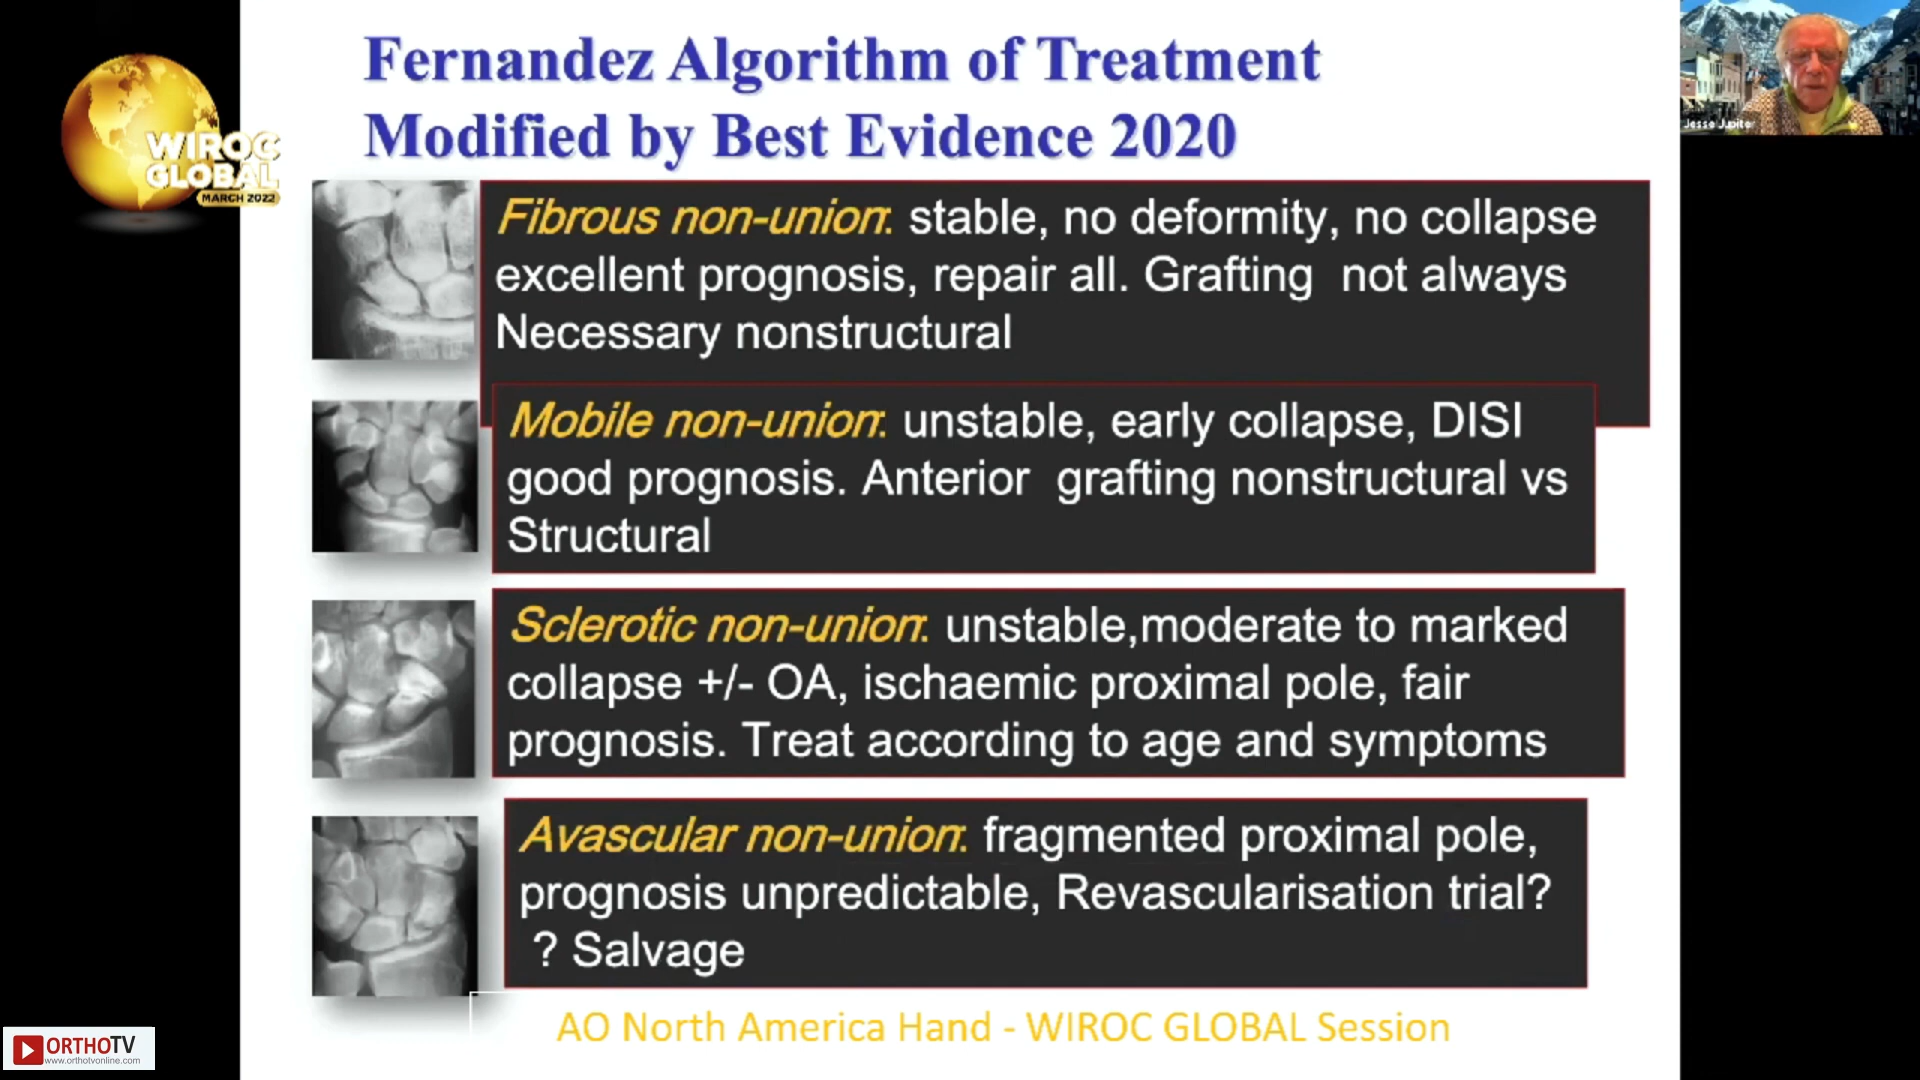 Fernandez Algorithm of Treatment
Modified by Best Evidence 2020
WIROC
GLOBAL
MARCH 2022
Jesse Jupiter
Fibrous non-union: stable, no deformity, no collapse
excellent prognosis, repair all. Grafting not always
Necessary nonstructural
Mobile non-union: unstable, early collapse, DISI
good prognosis. Anterior grafting nonstructural vs
Structural
Sclerotic non-union: unstable,moderate to marked
collapse +/- OA, ischaemic proximal pole, fair
prognosis. Treat according to age and symptoms
Avascular non-union: fragmented proximal pole,
prognosis unpredictable, Revascularisation trial?
? Salvage
AO North America Hand - WIROC GLOBAL Session
ORTHOTV
www.orthotvonline.com